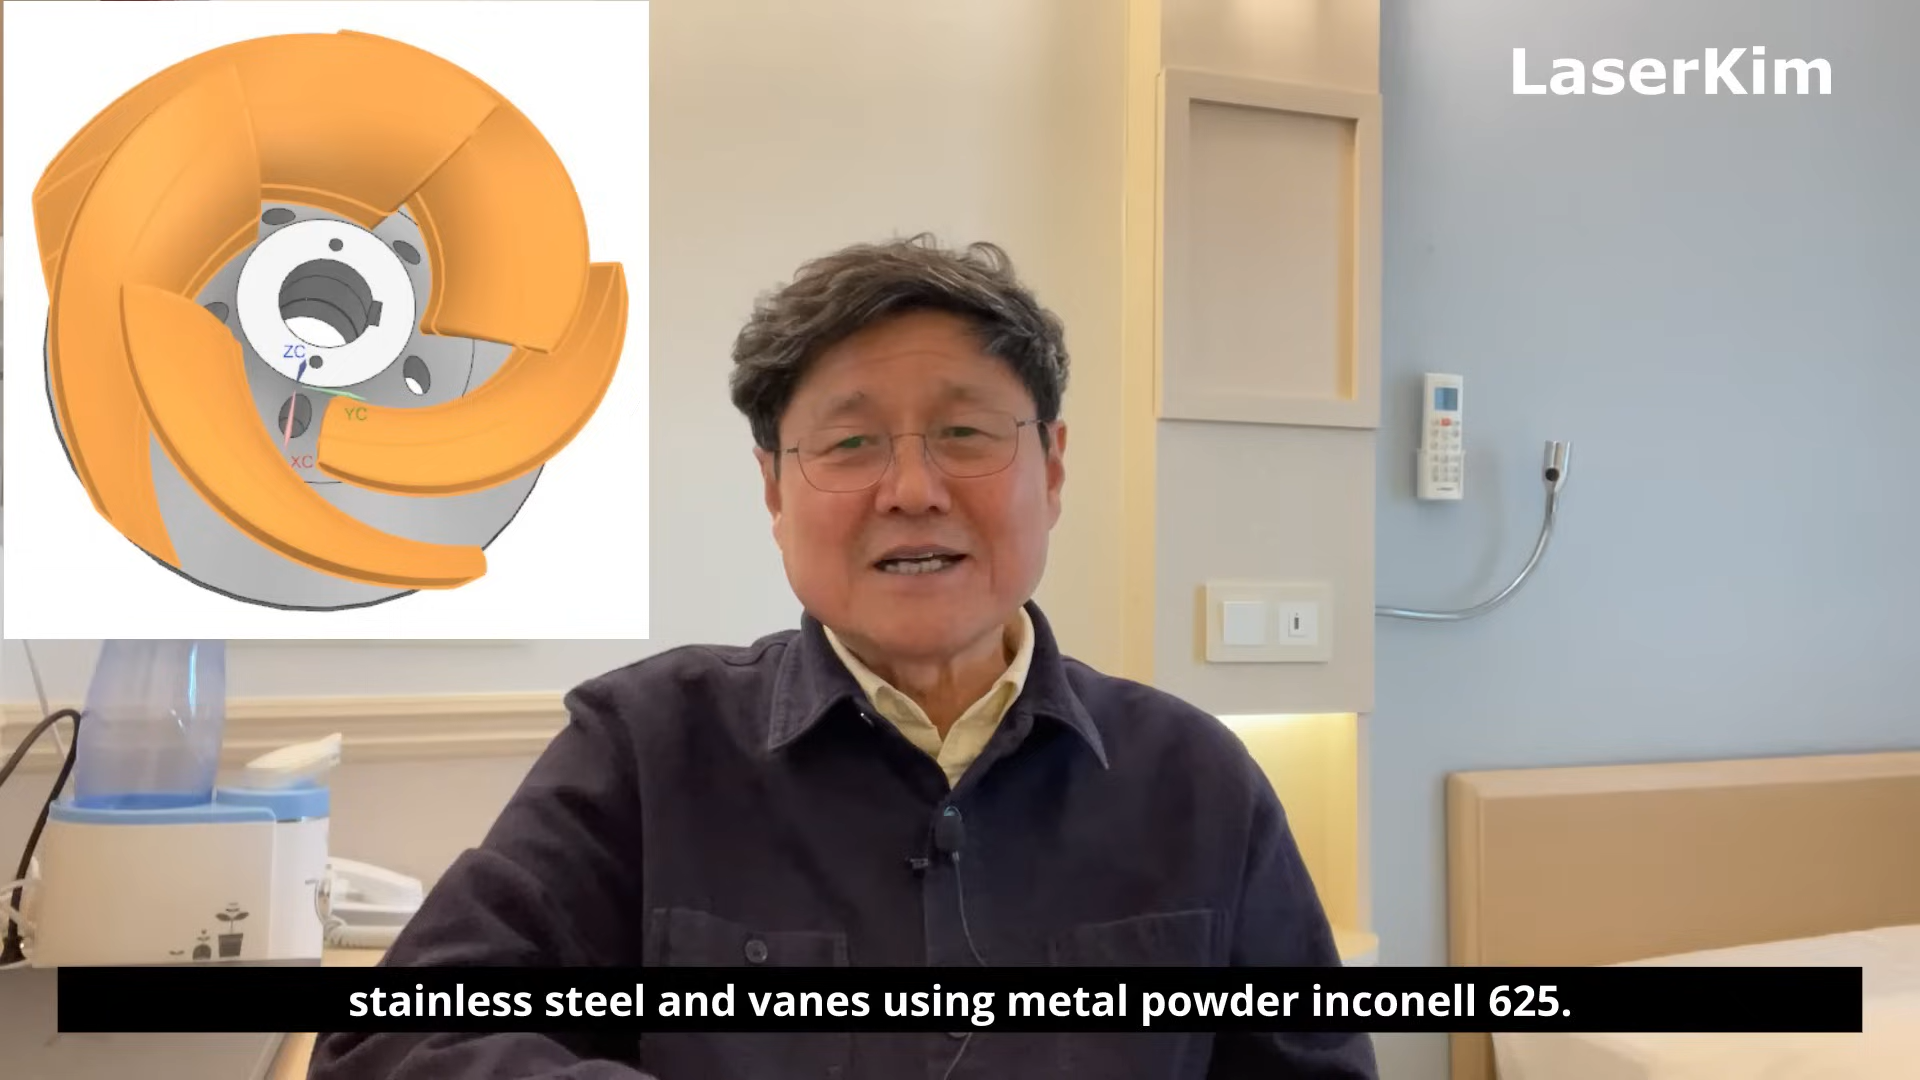 LaserKim
ZC
YC
XC
stainless steel and vanes using metal powder inconell 625.